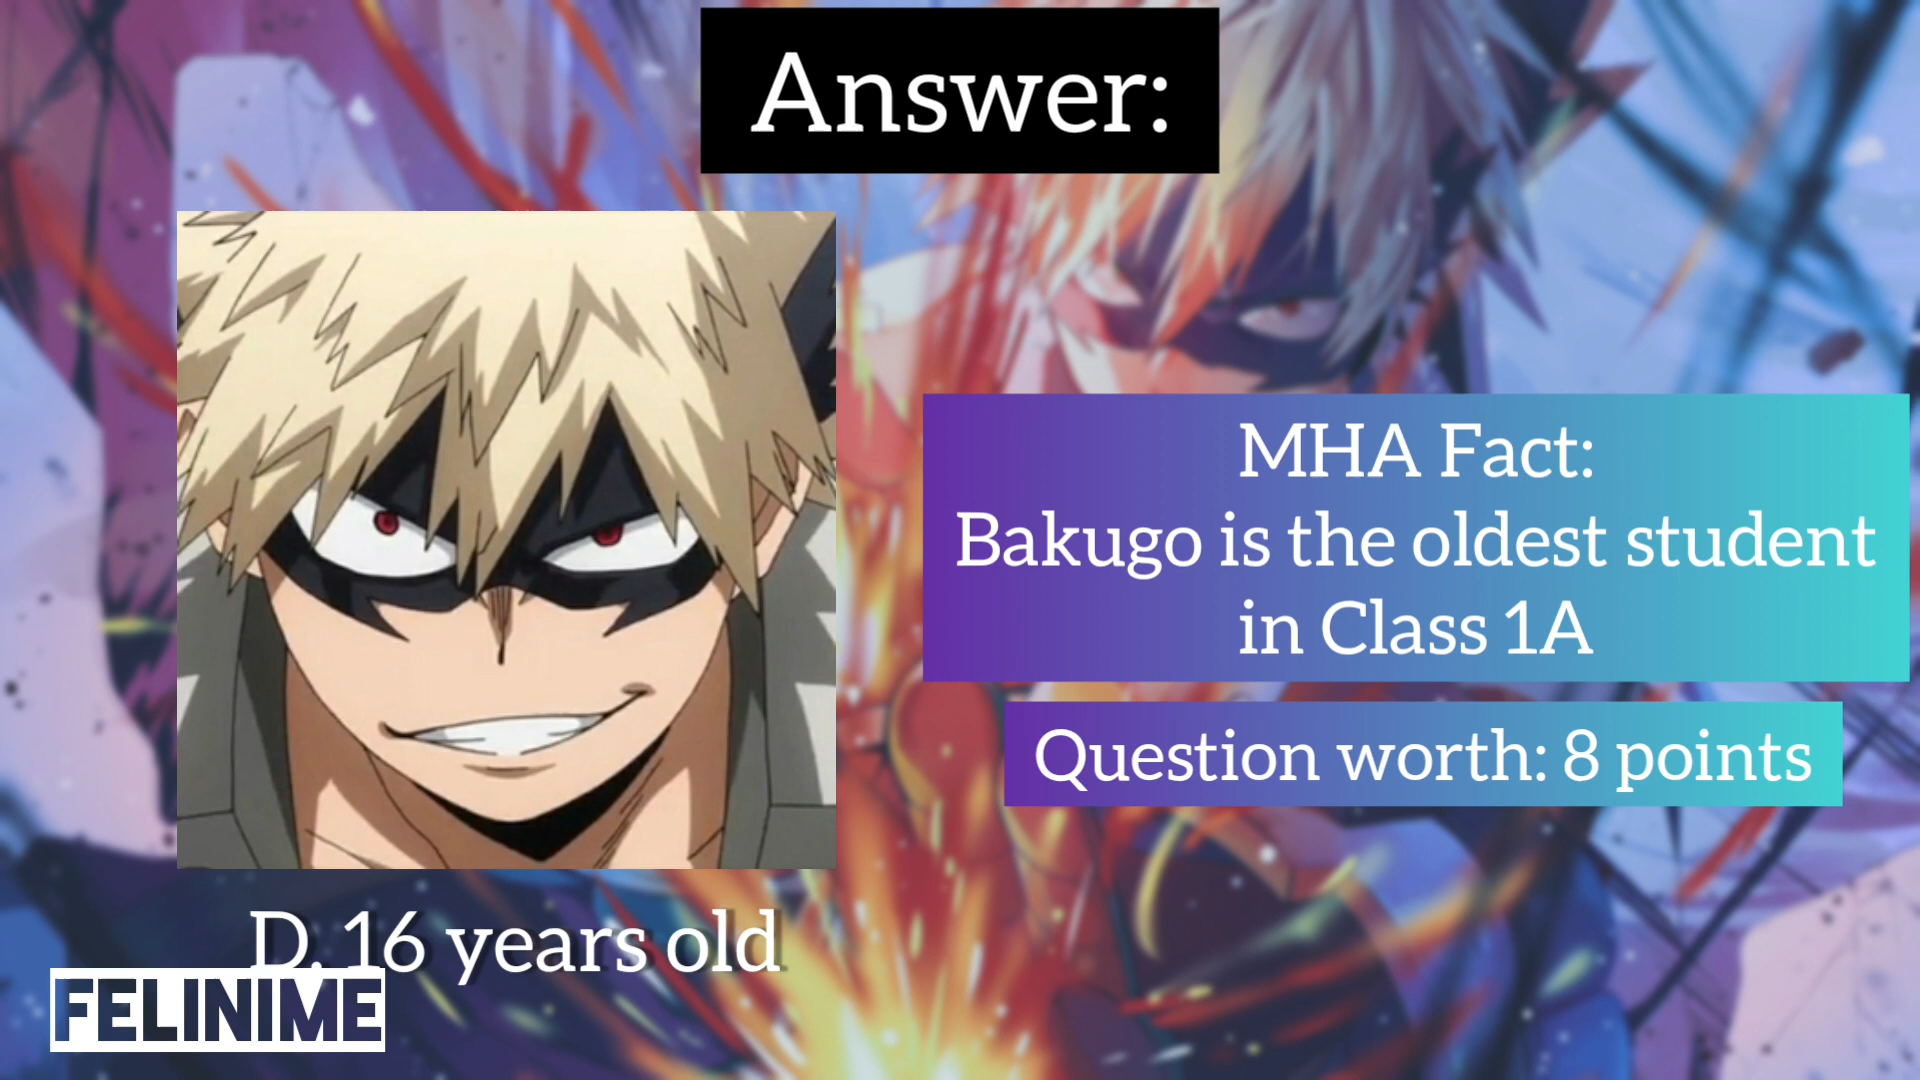 Answer:
MHA Fact:
Bakugo is the oldest student
in Class 1A
Question worth: 8 points
D. 16 years old
FELINIME